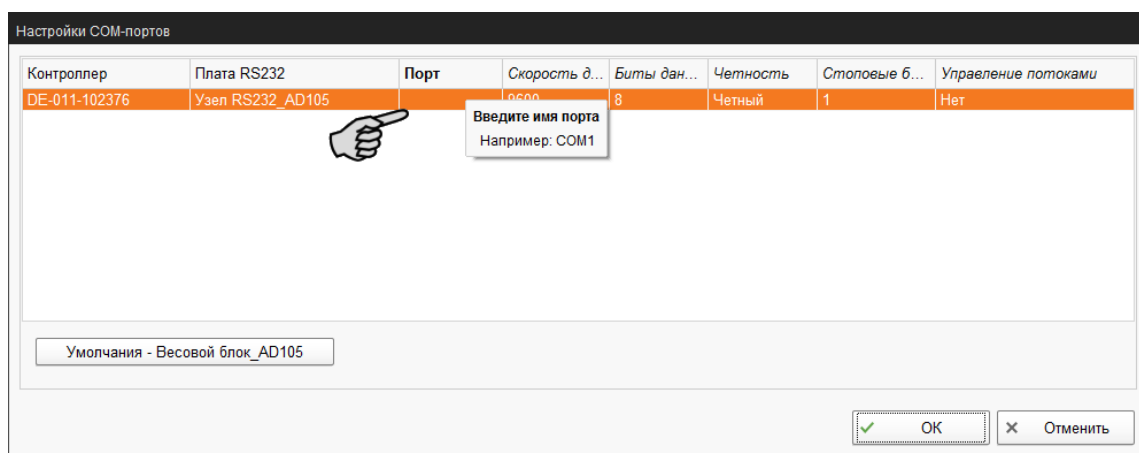 Настройки COM-портов
Контроллер Плата RS232 Порт Скорость д... Биты дан... Четность Стоповые б... Управление потоками
DE-011-102376 Узел RS232_AD105 9600 8 Четный 1 Нет
Введите имя порта
Например: COM1
Умолчания - Весовой блок_AD105
OK Отменить